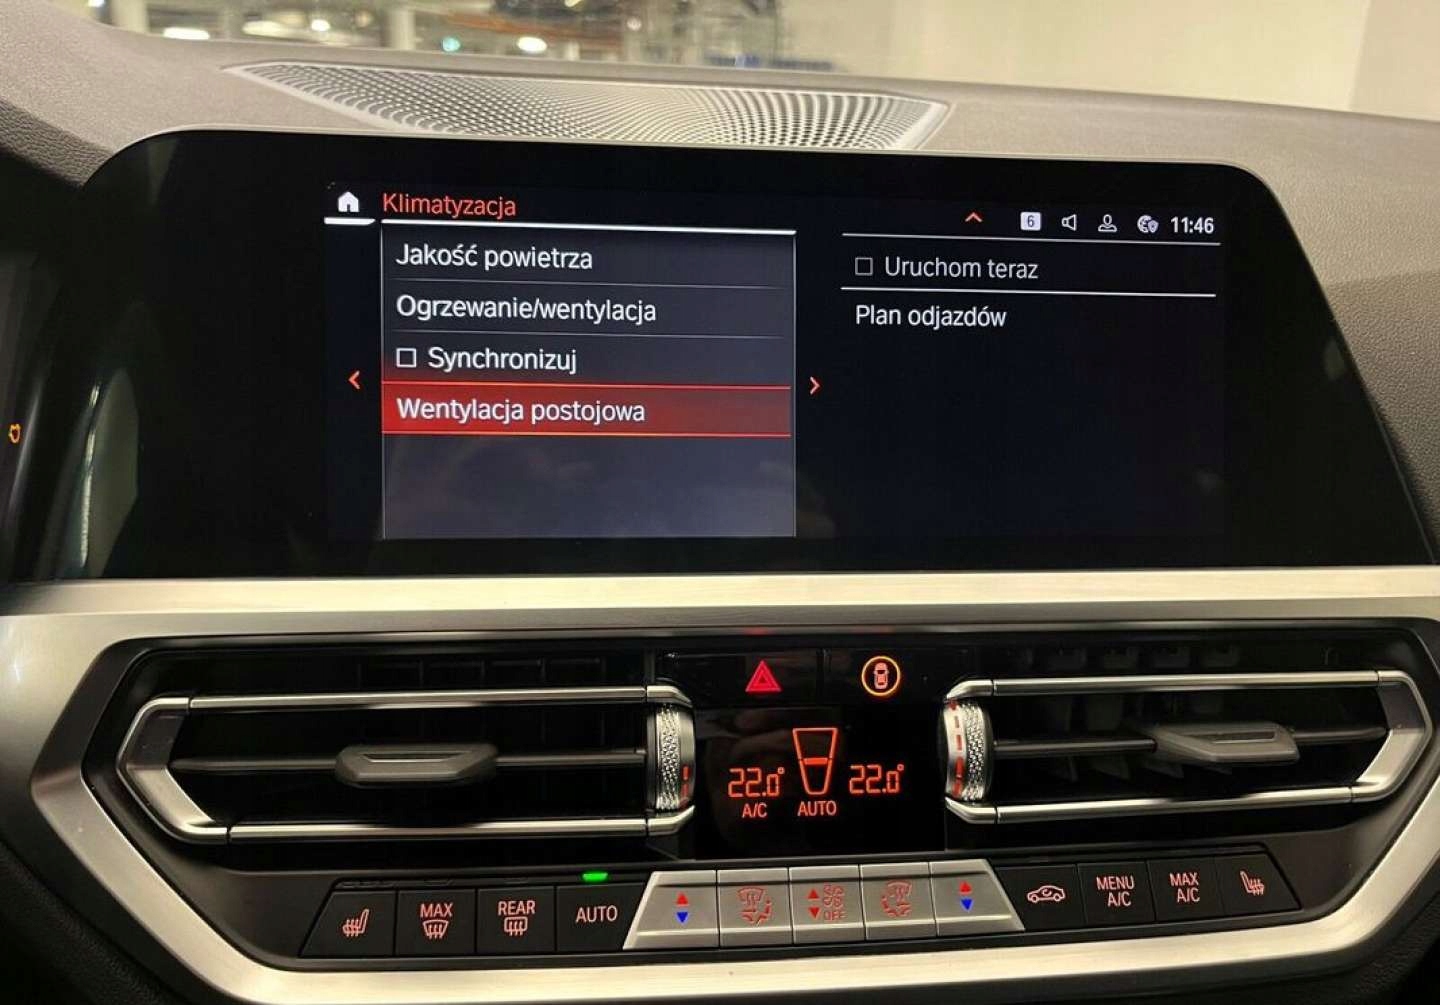 Klimatyzacja
6
11:46
Jakość powietrza
Ogrzewanie/wentylacja
Synchronizuj
Wentylacja postojowa
Uruchom teraz
Plan odjazdów
22.0° 22.0°
A/C AUTO
MAX
REAR
AUTO
OFF
MENU
A/C
MAX
A/C